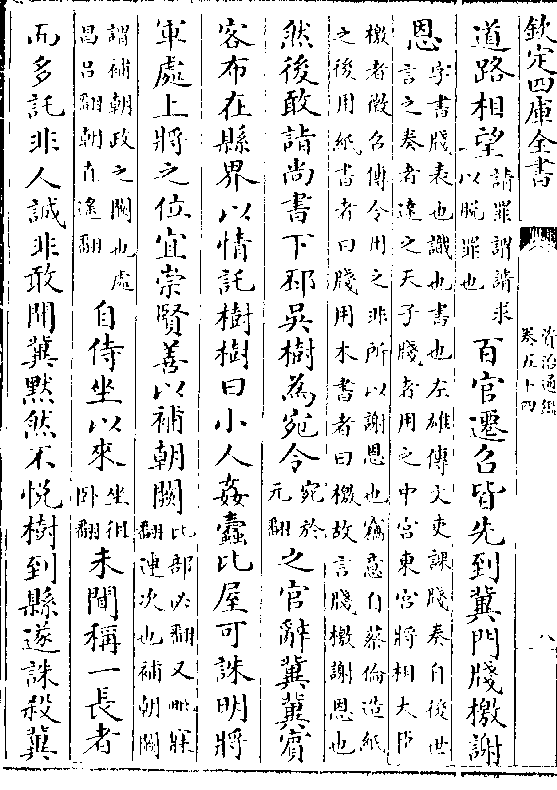 欽定四庫全書
資治通鑑
卷五十四
八
道路相望請罪謂請求以脫罪也百官遷召皆先到冀門牋檄謝
恩字書牋表也識也書也左雄傳文吏課牋奏自後世言之奏者達之天子牋者用之中宮東宮將相大臣
檄者徵召傳令用之非所以謝恩也竊意自蔡倫造紙之後用紙書者曰牋用木書者曰檄故言牋檄謝恩也
然後敢詣尚書下邳吳樹為宛令宛於元翻之官辭冀冀賓
客布在縣界以情託樹樹曰小人姦蠹比屋可誅明將
軍處上將之位宜崇賢善以補朝闕比部必翻又毗寐翻連次也補朝闕
謂補朝政之闕也處昌呂翻朝直遙翻自侍坐以來坐徂卧翻未聞稱一長者
而多託非人誠非敢聞冀默然不悅樹到縣遂誅殺冀